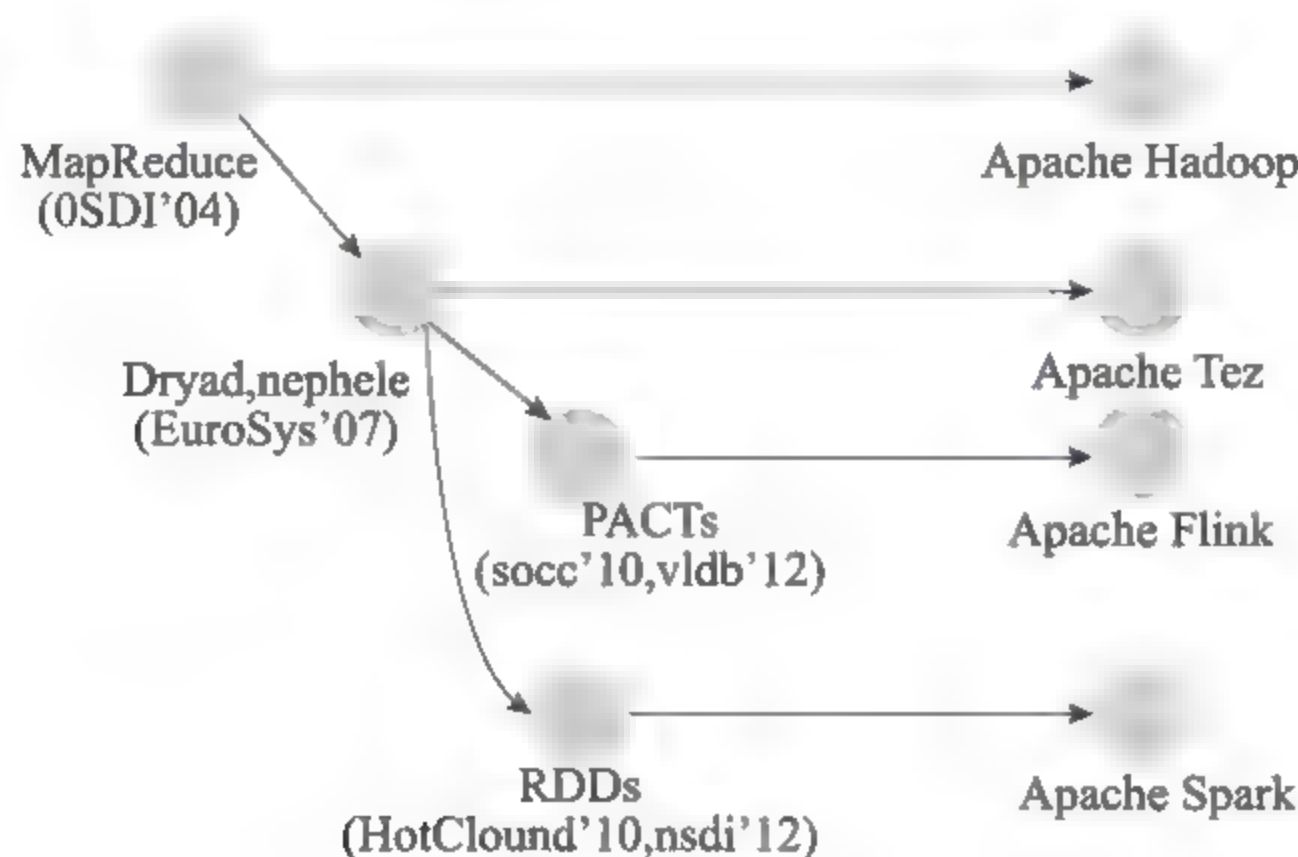 MapReduce
(0SDI’04)
Apache Hadoop
Dryad,nephele
(EuroSys’07)
Apache Tez
PACTs
(socc’10,vldb’12)
Apache Flink
RDDs
(HotClound’10,nsdi’12)
Apache Spark